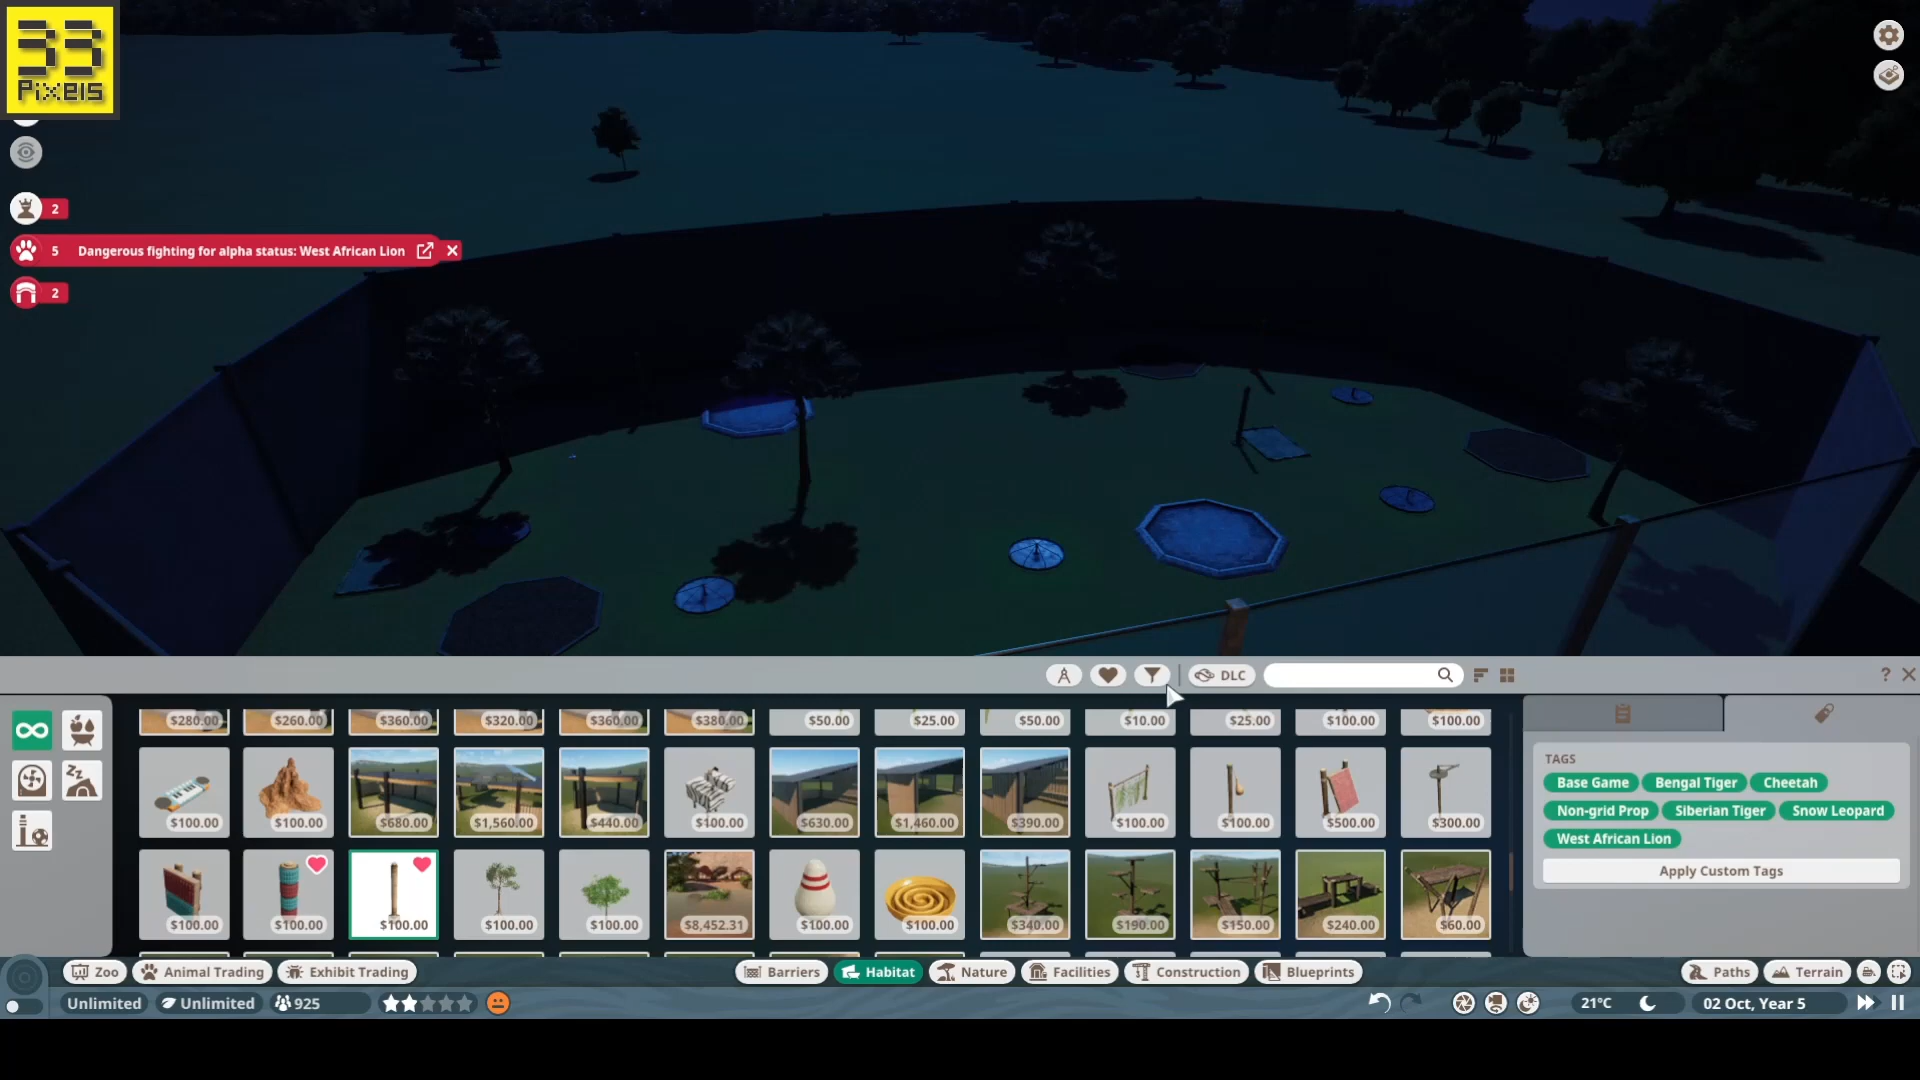 33
Pixels
2
5 Dangerous fighting for alpha status: West African Lion
2
DLC
?
$280.00 $260.00 $360.00 $320.00 $360.00 $380.00 $50.00 $25.00 $50.00 $10.00 $25.00 $100.00 $100.00
$100.00 $100.00 $680.00 $1,560.00 $440.00 $100.00 $630.00 $1,460.00 $390.00 $100.00 $100.00 $500.00 $300.00
$100.00 $100.00 $100.00 $100.00 $100.00 $8,452.31 $100.00 $100.00 $340.00 $190.00 $150.00 $240.00 $60.00
TAGS
Base Game Bengal Tiger Cheetah
Non-grid Prop Siberian Tiger Snow Leopard
West African Lion
Apply Custom Tags
Zoo Animal Trading Exhibit Trading Barriers Habitat Nature Facilities Construction Blueprints Paths Terrain
Unlimited Unlimited 925 21°C 02 Oct, Year 5